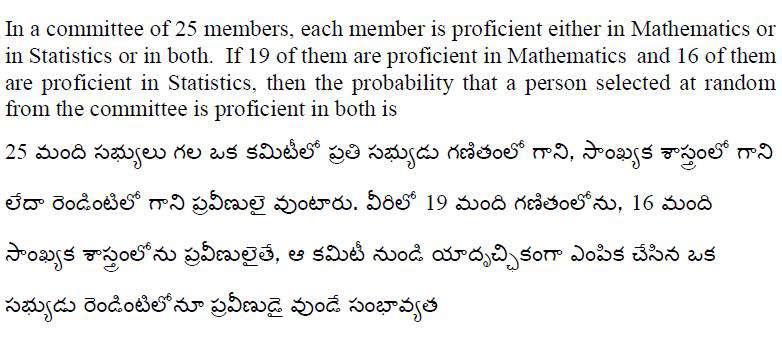 In a committee of 25 members, each member is proficient either in Mathematics or
in Statistics or in both. If 19 of them are proficient in Mathematics and 16 of them
are proficient in Statistics, then the probability that a person selected at random
from the committee is proficient in both is
25 మంది సభ్యులు గల ఒక కమిటీలో ప్రతి సభ్యుడు గణితంలో గాని, సాంఖ్యక శాస్త్రంలో గాని
లేదా రెండింటిలో గాని ప్రవీణులై వుంటారు. వీరిలో 19 మంది గణితంలోను, 16 మంది
సాంఖ్యక శాస్త్రంలోను ప్రవీణులైతే, ఆ కమిటీ నుండి యాదృచ్ఛికంగా ఎంపిక చేసిన ఒక
సభ్యుడు రెండింటిలోనూ ప్రవీణుడై వుండే సంభావ్యత